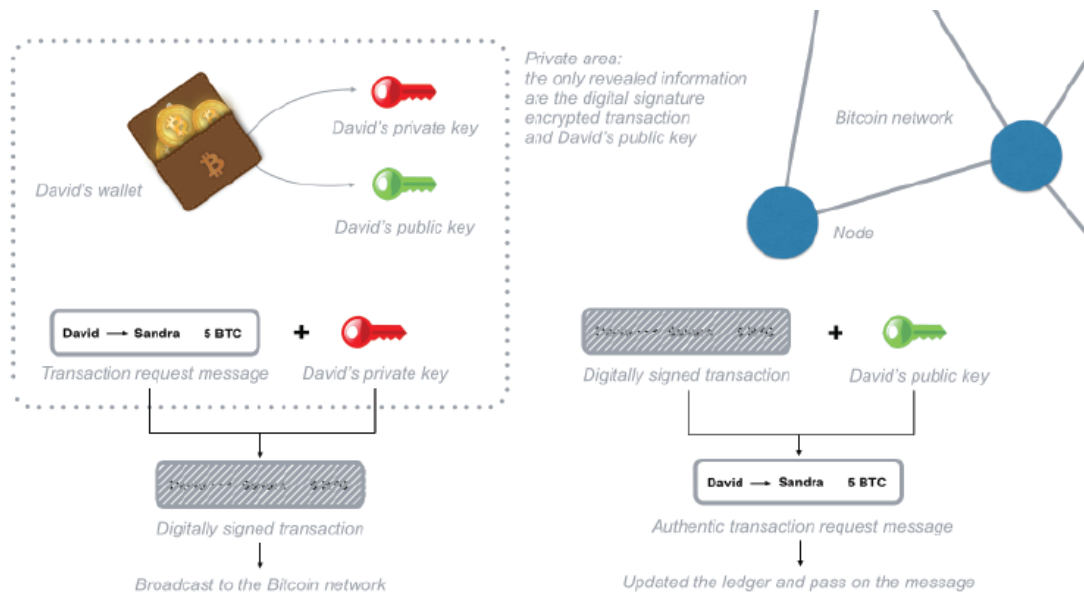 Private area:
the only revealed information
are the digital signature
encrypted transaction
and David's public key
David's private key
David's wallet
David's public key
Bitcoin network
Node
David → Sandra 5 BTC
+
Transaction request message
David's private key
+
Digitally signed transaction
David's public key
Digitally signed transaction
Broadcast to the Bitcoin network
David → Sandra 5 BTC
Authentic transaction request message
Updated the ledger and pass on the message